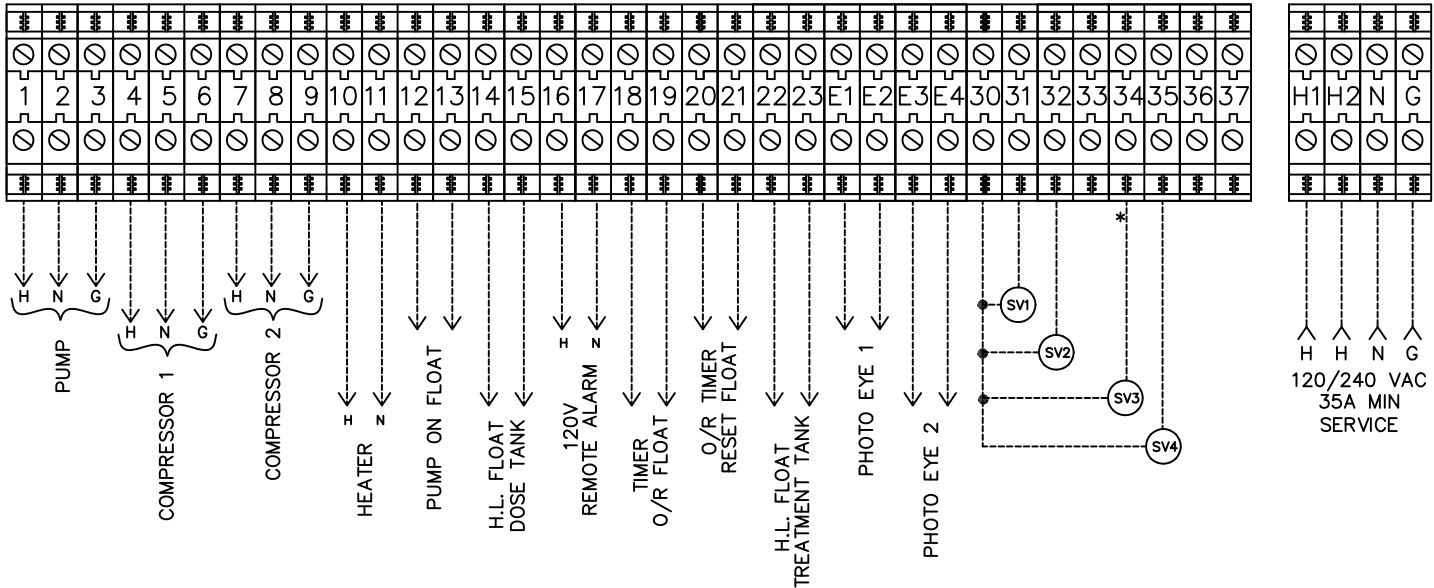 1 2 3 4 5 6 7 8 9 10 11 12 13 14 15 16 17 18 19 20 21 22 23 E1 E2 E3 E4 30 31 32 33 34 35 36 37
H1 H2 N G
*
H N G
PUMP
H N G
COMPRESSOR 1
H N G
COMPRESSOR 2
H N
HEATER
PUMP ON FLOAT
H.L. FLOAT
DOSE TANK
H N
120V
REMOTE ALARM
TIMER
O/R FLOAT
O/R TIMER
RESET FLOAT
H.L. FLOAT
TREATMENT TANK
PHOTO EYE 1
PHOTO EYE 2
SV1
SV2
SV3
SV4
H H N G
120/240 VAC
35A MIN
SERVICE